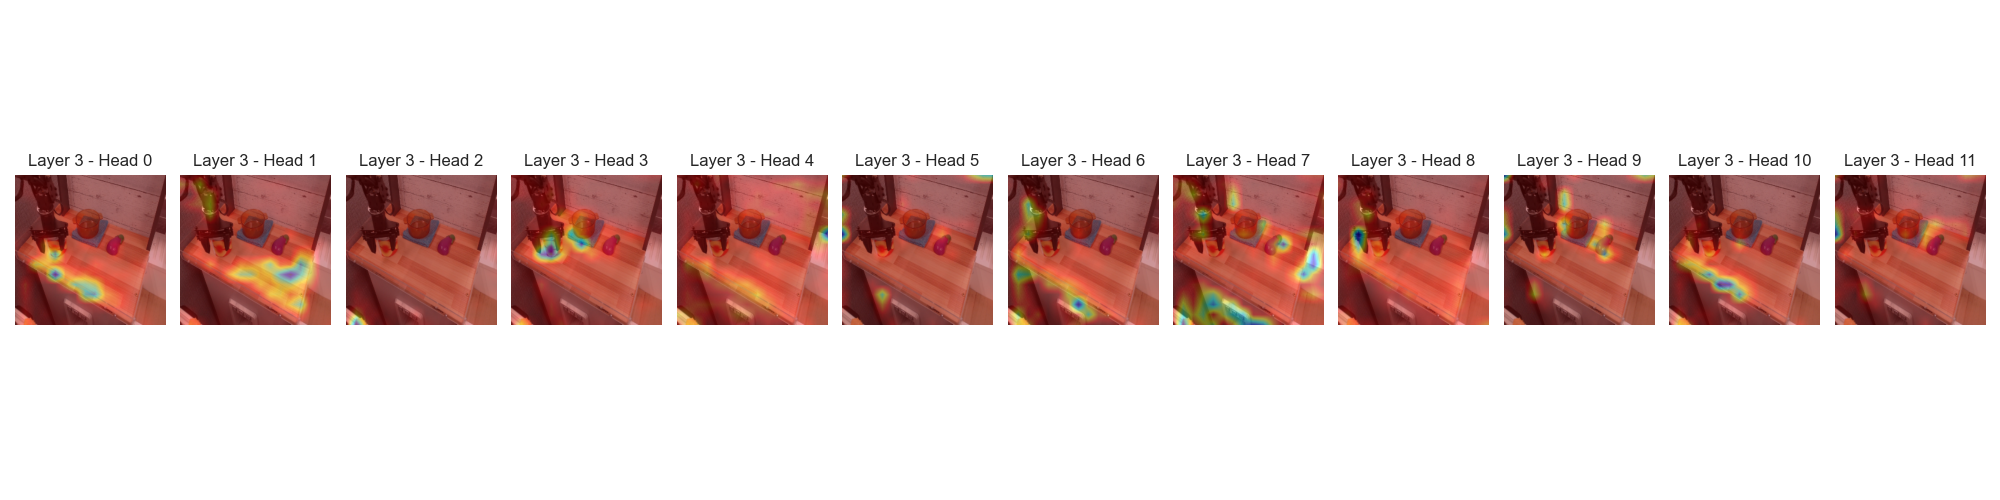 Layer 3 - Head 0
Layer 3 - Head 1
Layer 3 - Head 2
Layer 3 - Head 3
Layer 3 - Head 4
Layer 3 - Head 5
Layer 3 - Head 6
Layer 3 - Head 7
Layer 3 - Head 8
Layer 3 - Head 9
Layer 3 - Head 10
Layer 3 - Head 11